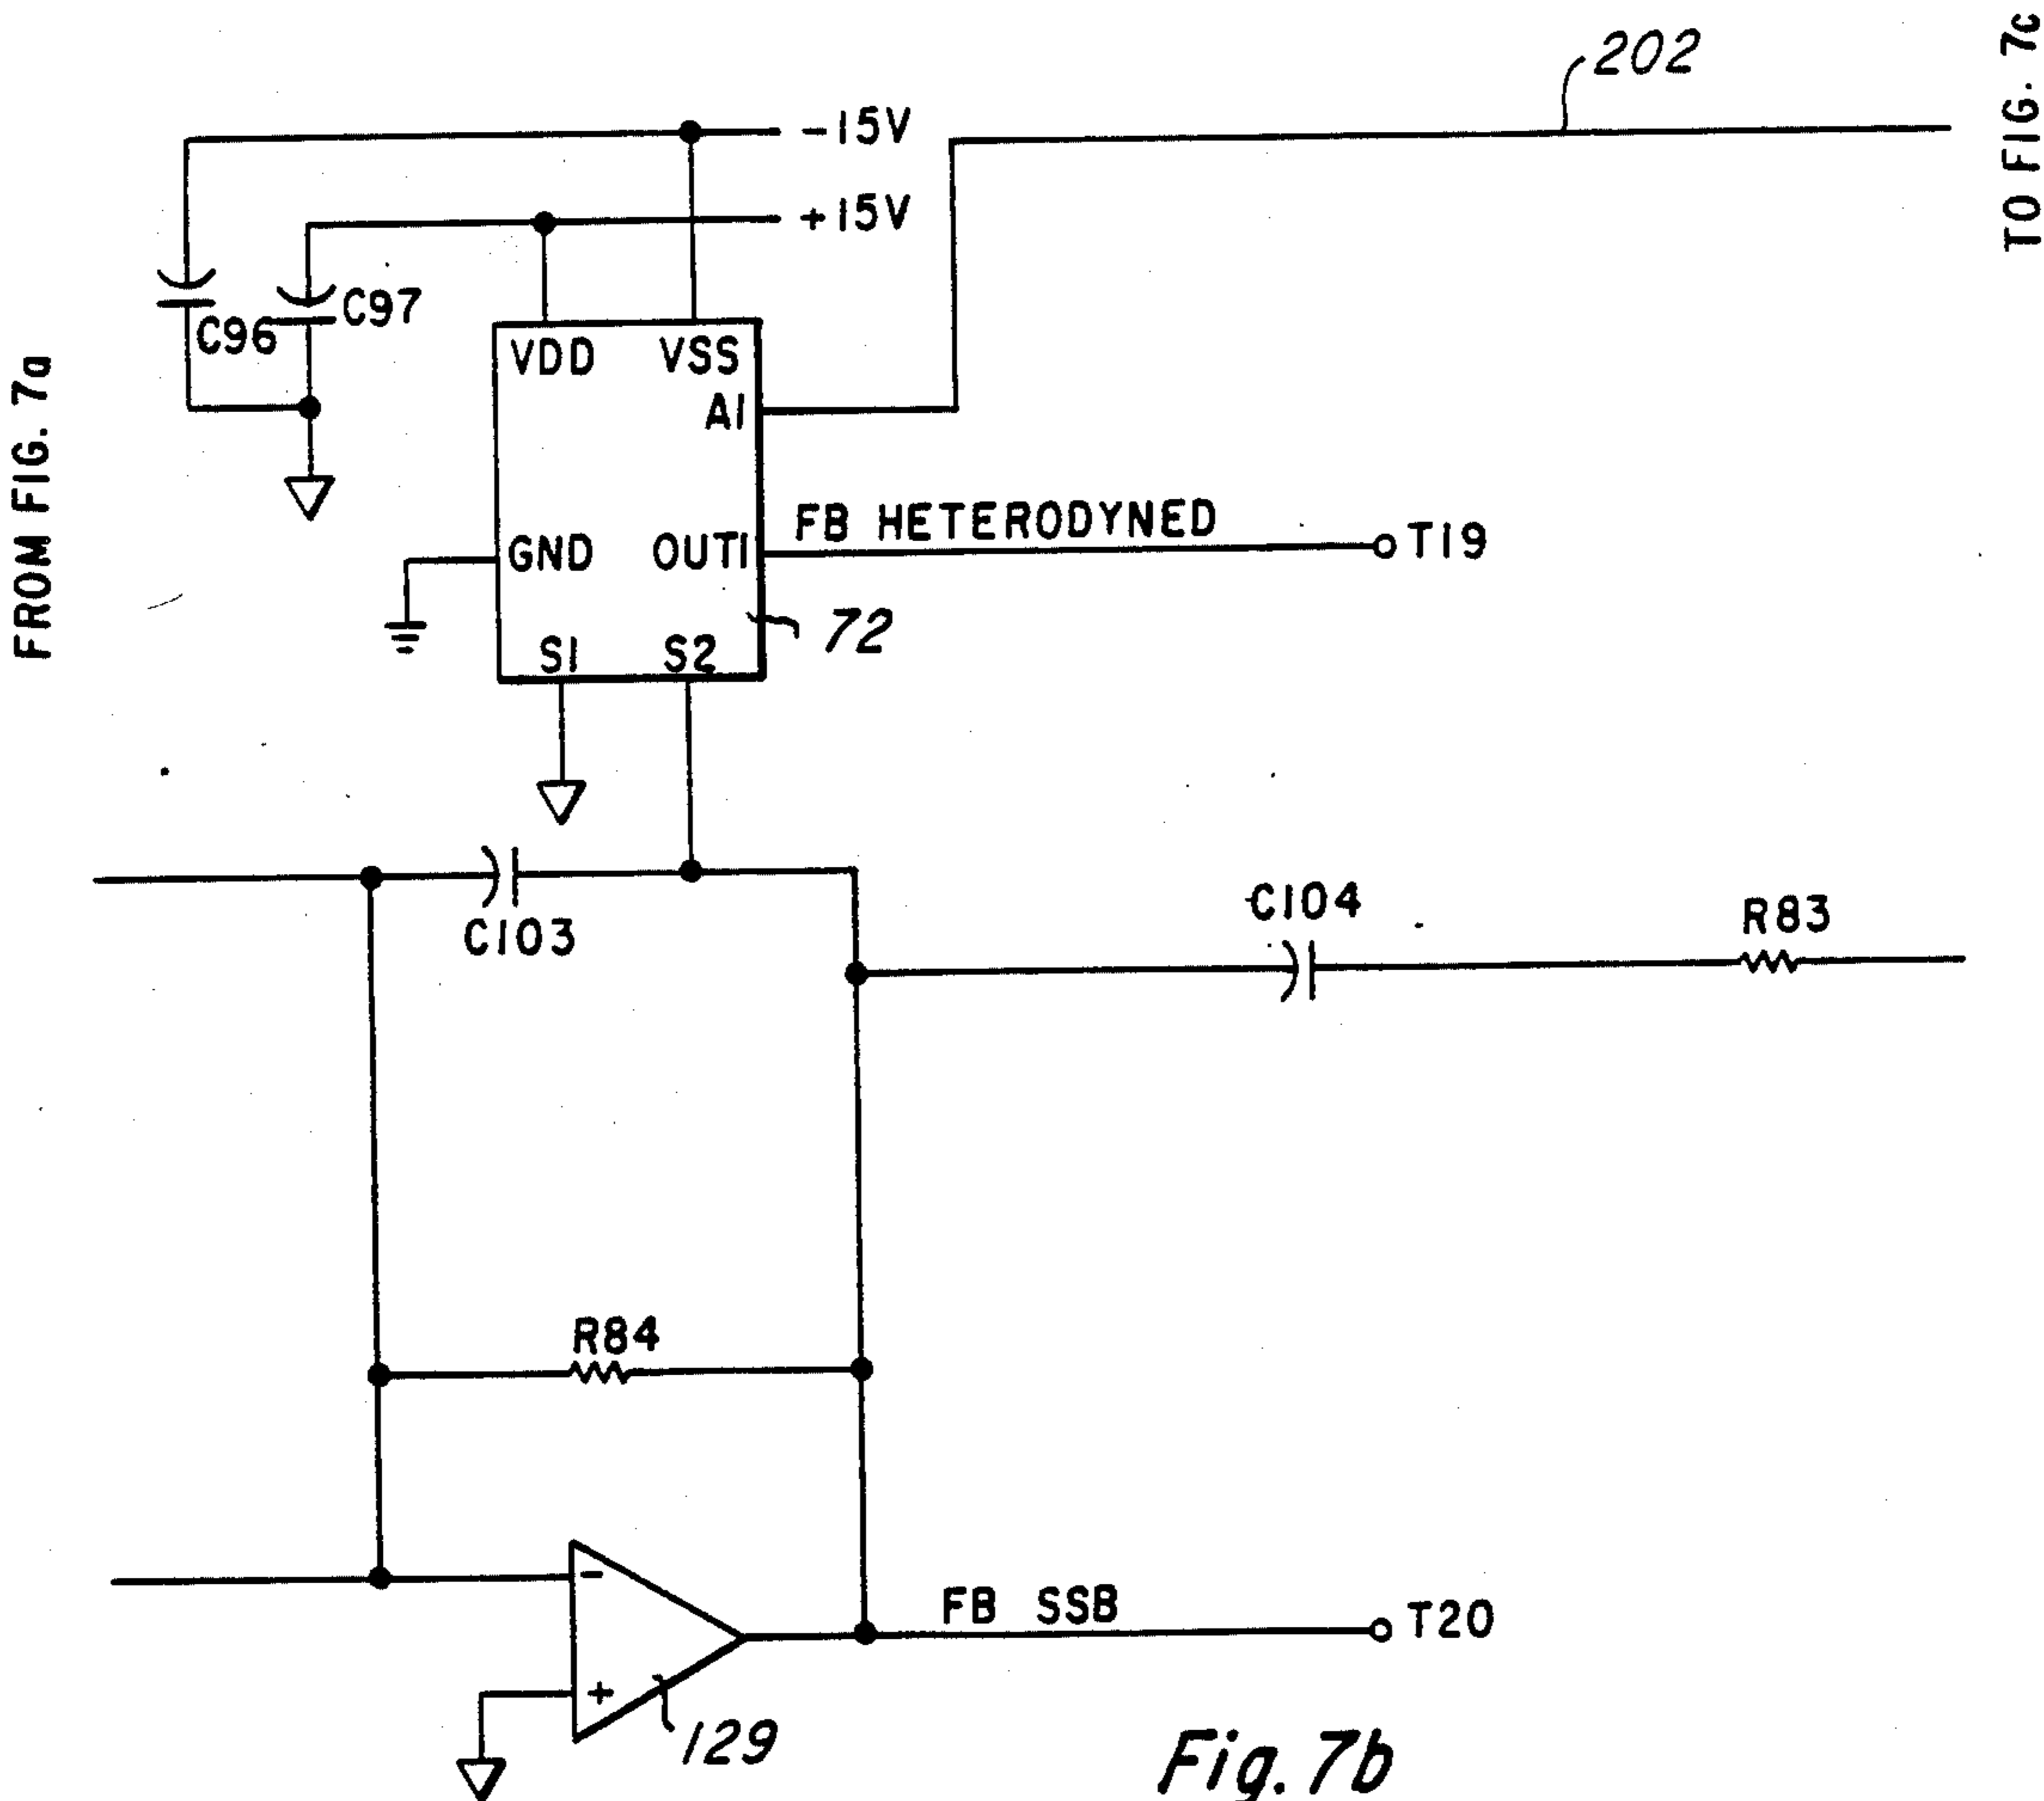 202
TO FIG. 7c
-15V
+15V
C96
C97
FROM FIG. 7a
VDD VSS
A1
GND OUT1
FB HETERODYNED
T19
72
S1 S2
C103
C104
R83
R84
-
+
FB SSB
T20
129
Fig. 7b